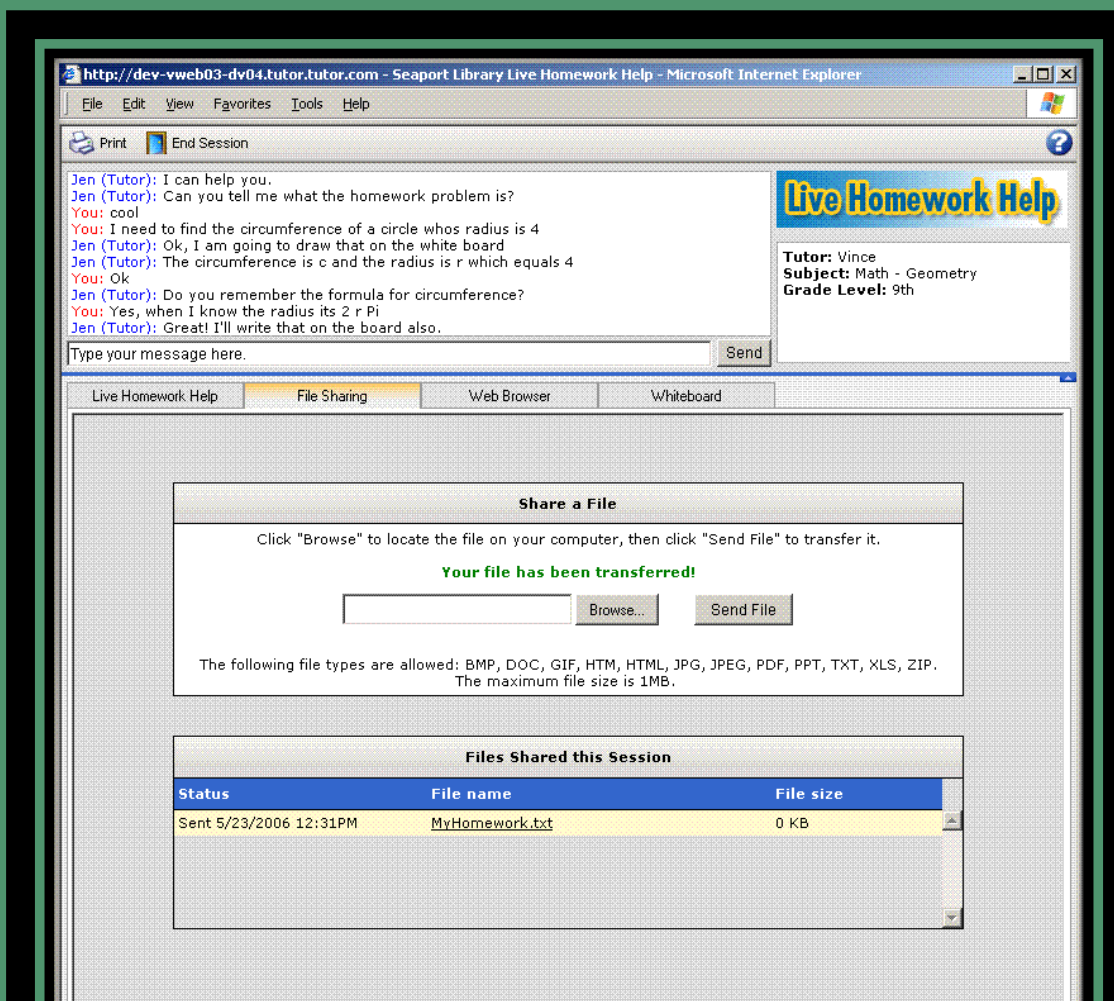 http://dev-vweb03-dv04.tutor.tutor.com - Seaport Library Live Homework Help - Microsoft Internet Explorer
File Edit View Favorites Tools Help
Print End Session
Jen (Tutor): I can help you.
Jen (Tutor): Can you tell me what the homework problem is?
You: cool
You: I need to find the circumference of a circle whos radius is 4
Jen (Tutor): Ok, I am going to draw that on the white board
Jen (Tutor): The circumference is c and the radius is r which equals 4
You: Ok
Jen (Tutor): Do you remember the formula for circumference?
You: Yes, when I know the radius its 2 r Pi
Jen (Tutor): Great! I'll write that on the board also.
Type your message here.
Send
Live Homework Help
Tutor: Vince
Subject: Math - Geometry
Grade Level: 9th
Live Homework Help File Sharing Web Browser Whiteboard
Share a File
Click "Browse" to locate the file on your computer, then click "Send File" to transfer it.
Your file has been transferred!
Browse... Send File
The following file types are allowed: BMP, DOC, GIF, HTM, HTML, JPG, JPEG, PDF, PPT, TXT, XLS, ZIP.
The maximum file size is 1MB.
Files Shared this Session
Status File name File size
Sent 5/23/2006 12:31PM MyHomework.txt 0 KB